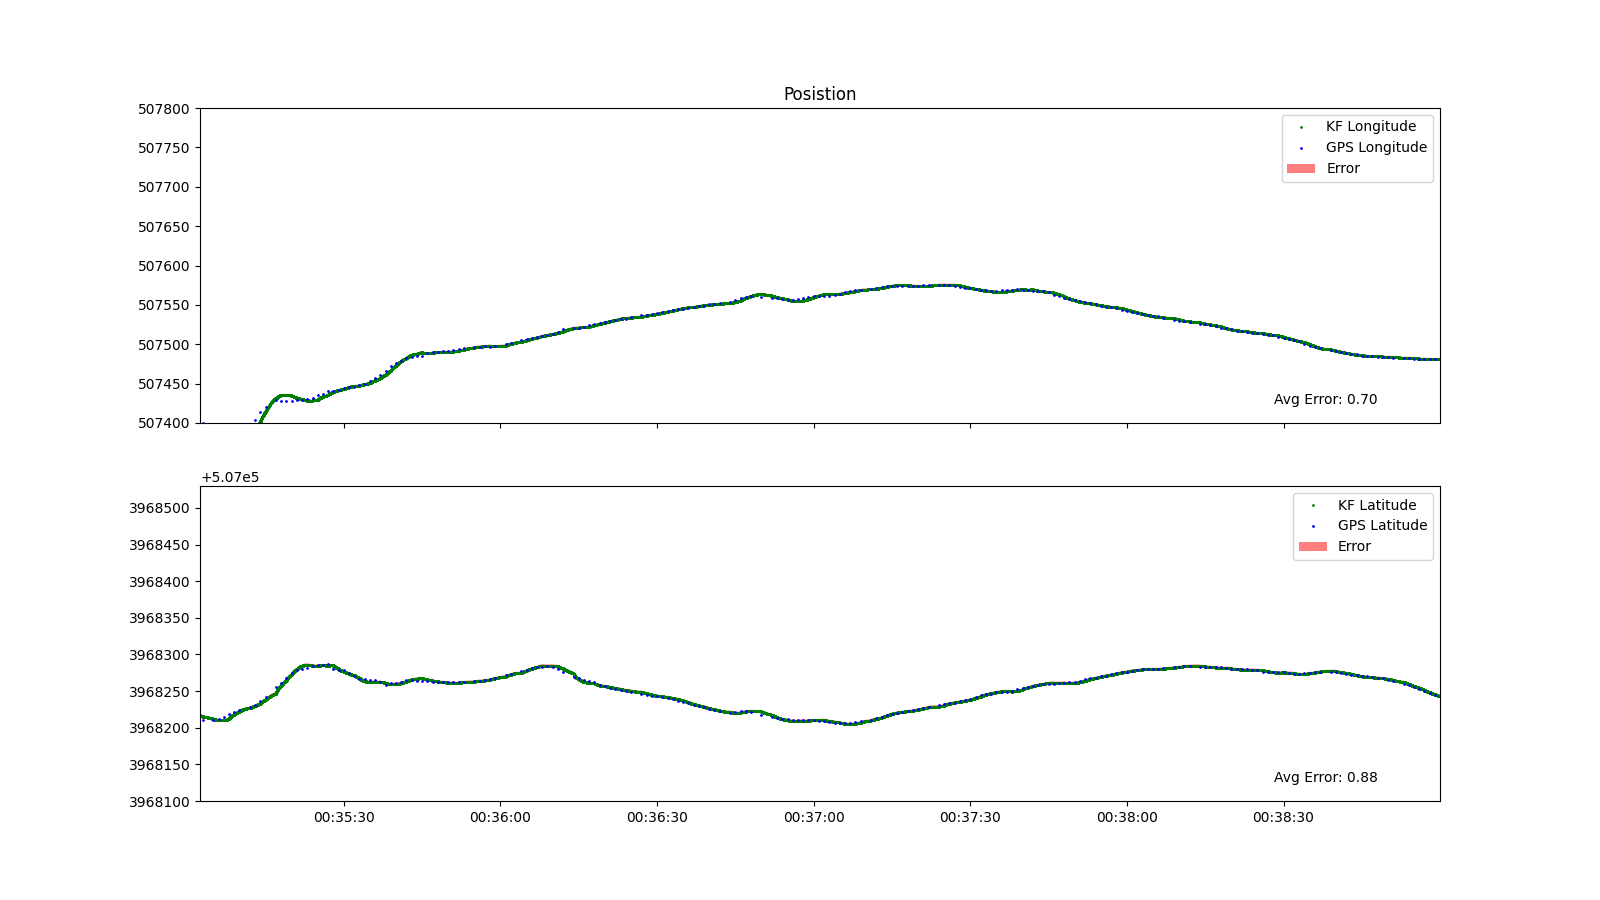 Posistion
507800
507750
507700
507650
507600
507550
507500
507450
507400
KF Longitude
GPS Longitude
Error
Avg Error: 0.70
+5.07e5
3968500
3968450
3968400
3968350
3968300
3968250
3968200
3968150
3968100
KF Latitude
GPS Latitude
Error
Avg Error: 0.88
00:35:30 00:36:00 00:36:30 00:37:00 00:37:30 00:38:00 00:38:30